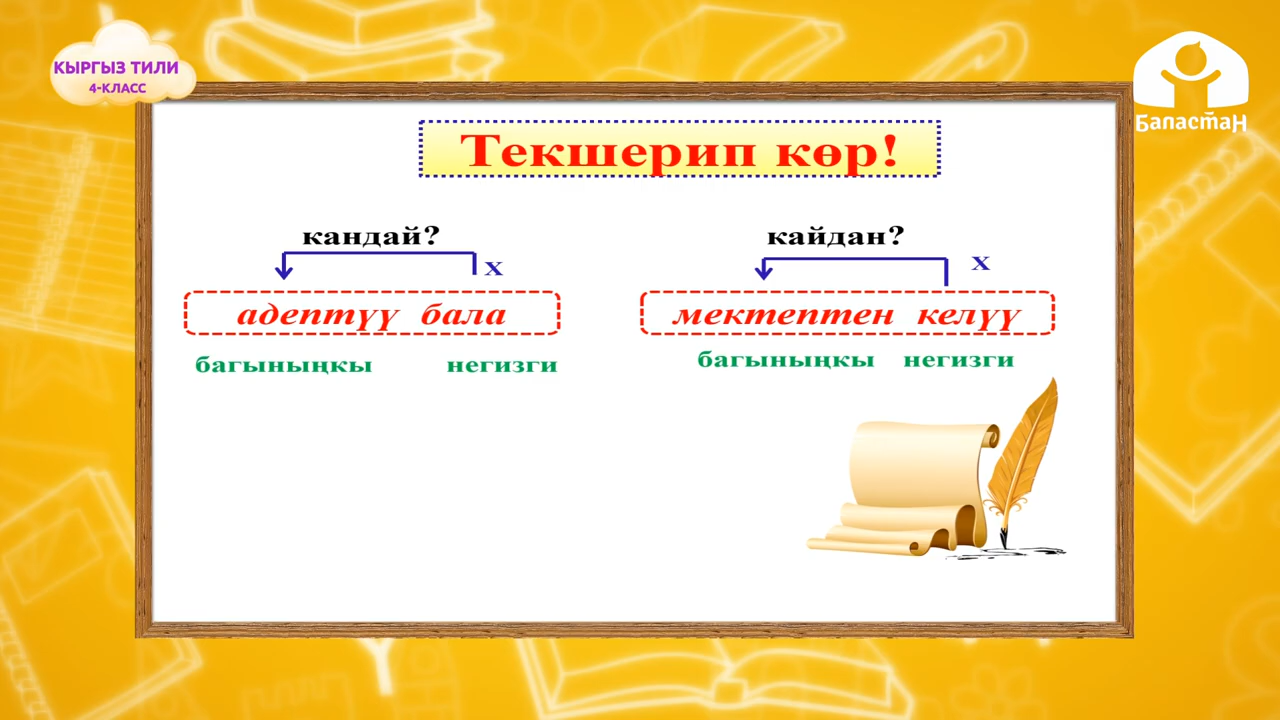 КЫРГЫЗ ТИЛИ
4-КЛАСС
Баластан
Текшерип көр!
кандай?
х
адептүү бала
багыныңкы негизги
кайдан?
х
мектептен келүү
багыныңкы негизги